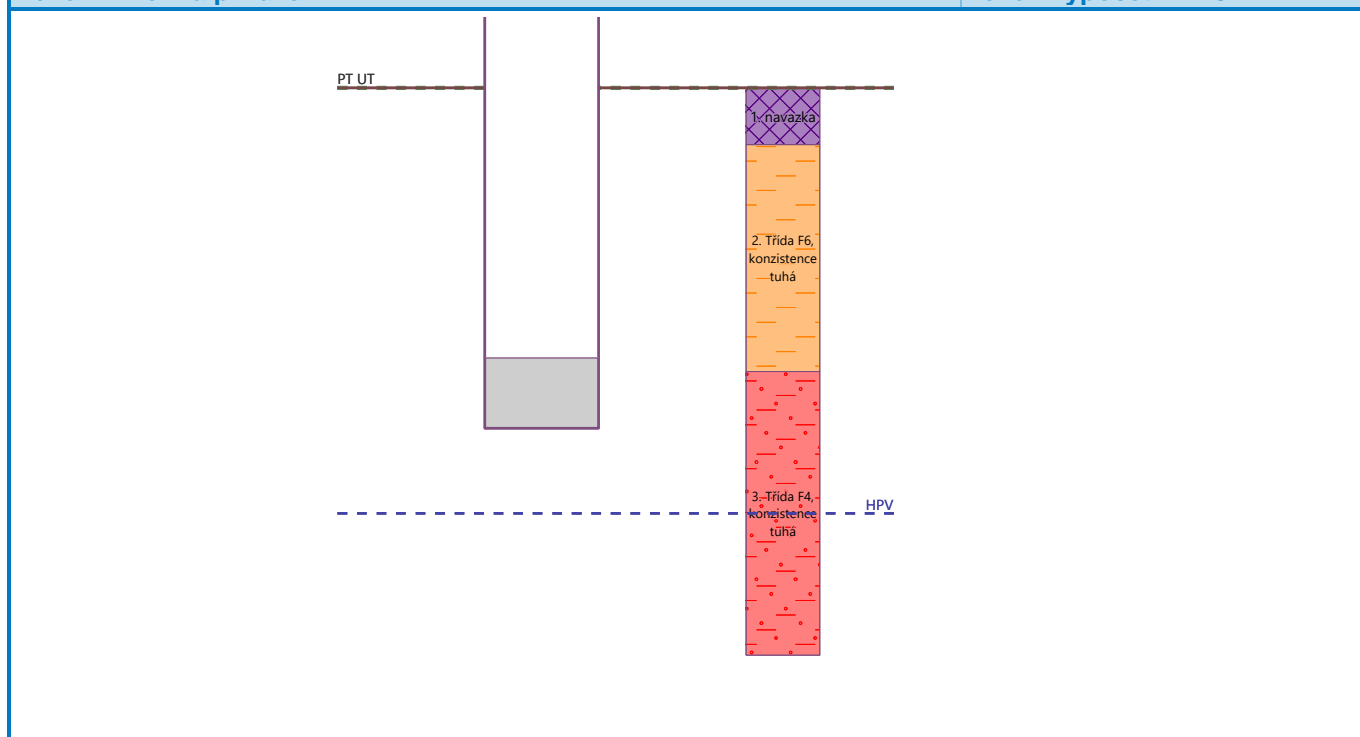 PT UT
1. navážka
2. Třída F6,
konzistence
tuhá
3. Třída F4,
konzistence
tuhá
HPV